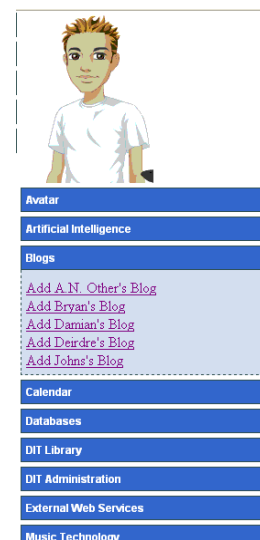 Avatar
Artificial Intelligence
Blogs
Add A.N. Other's Blog
Add Bryan's Blog
Add Damian's Blog
Add Deirdre's Blog
Add Johns's Blog
Calendar
Databases
DIT Library
DIT Administration
External Web Services
Music Technology